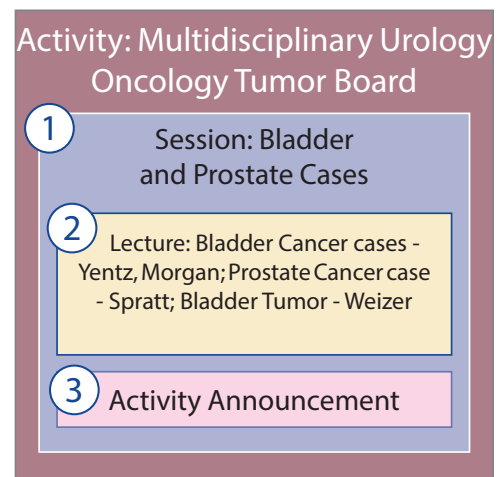 Activity: Multidisciplinary Urology
Oncology Tumor Board
1
Session: Bladder
and Prostate Cases
2
Lecture: Bladder Cancer cases -
Yentz, Morgan; Prostate Cancer case
- Spratt; Bladder Tumor - Weizer
3
Activity Announcement